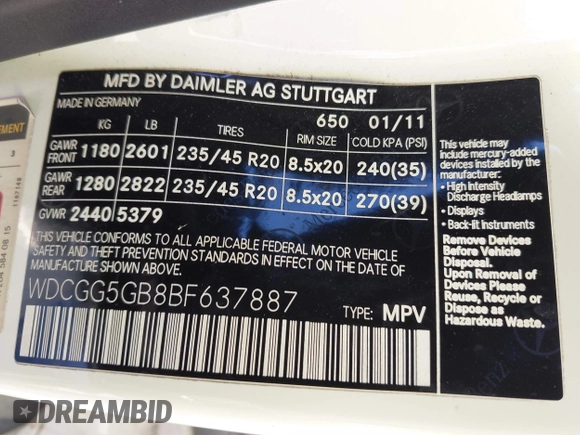 MFD BY DAIMLER AG STUTTGART
MADE IN GERMANY
650 01/11
KG LB TIRES RIM SIZE COLD KPA (PSI)
GAWR FRONT 1180 2601 235/45 R20 8.5x20 240(35)
GAWR REAR 1280 2822 235/45 R20 8.5x20 270(39)
GVWR 2440 5379
THIS VEHICLE CONFORMS TO ALL APPLICABLE FEDERAL MOTOR VEHICLE
SAFETY AND THEFT PREVENTION STANDARDS IN EFFECT ON THE DATE OF
MANUFACTURE SHOWN ABOVE.
WDCGG5GB8BF637887
TYPE: MPV
This vehicle may
include mercury-added
devices installed by the
manufacturer:
• High Intensity
Discharge Headlamps
• Displays
• Back-lit Instruments
Remove Devices
Before Vehicle
Disposal.
Upon Removal of
Devices Please
Reuse, Recycle or
Dispose as
Hazardous Waste.
EMENT
3
DREAMBID